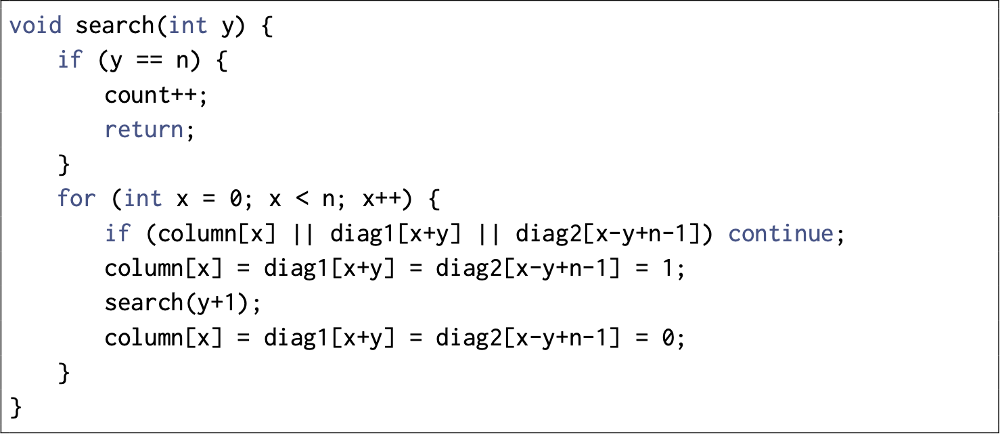 void search(int y) {
    if (y == n) {
        count++;
        return;
    }
    for (int x = 0; x < n; x++) {
        if (column[x] || diag1[x+y] || diag2[x-y+n-1]) continue;
        column[x] = diag1[x+y] = diag2[x-y+n-1] = 1;
        search(y+1);
        column[x] = diag1[x+y] = diag2[x-y+n-1] = 0;
    }
}